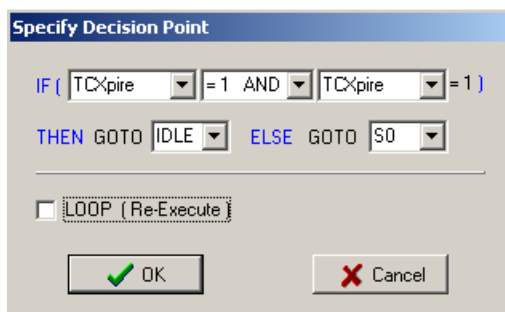 Specify Decision Point
IF ( TCXpire = 1 AND TCXpire = 1 )
THEN GOTO IDLE ELSE GOTO S0
LOOP ( Re-Execute )
OK Cancel